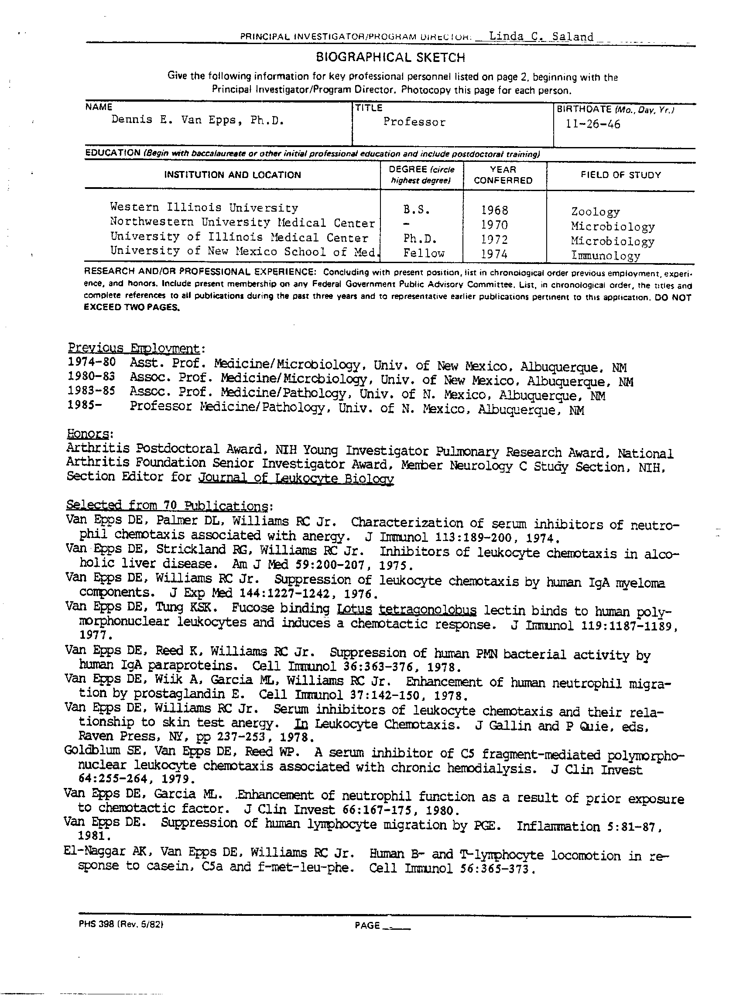 PRINCIPAL INVESTIGATOR/PROGRAM DIRECTOR: Linda C. Saland
BIOGRAPHICAL SKETCH
Give the following information for key professional personnel listed on page 2, beginning with the
Principal Investigator/Program Director. Photocopy this page for each person.
NAME TITLE BIRTHDATE (Mo., Day, Yr.)
Dennis E. Van Epps, Ph.D. Professor 11-26-46
EDUCATION (Begin with baccalaureate or other initial professional education and include postdoctoral training)
INSTITUTION AND LOCATION DEGREE (circle highest degree) YEAR CONFERRED FIELD OF STUDY
Western Illinois University B.S. 1968 Zoology
Northwestern University Medical Center - 1970 Microbiology
University of Illinois Medical Center Ph.D. 1972 Microbiology
University of New Mexico School of Med. Fellow 1974 Immunology
RESEARCH AND/OR PROFESSIONAL EXPERIENCE: Concluding with present position, list in chronological order previous employment, experi-
ence, and honors. Include present membership on any Federal Government Public Advisory Committee. List, in chronological order, the titles and
complete references to all publications during the past three years and to representative earlier publications pertinent to this application. DO NOT
EXCEED TWO PAGES.
Previous Employment:
1974-80 Asst. Prof. Medicine/Microbiology, Univ. of New Mexico, Albuquerque, NM
1980-83 Assoc. Prof. Medicine/Microbiology, Univ. of New Mexico, Albuquerque, NM
1983-85 Assoc. Prof. Medicine/Pathology, Univ. of N. Mexico, Albuquerque, NM
1985- Professor Medicine/Pathology, Univ. of N. Mexico, Albuquerque, NM
Honors:
Arthritis Postdoctoral Award, NIH Young Investigator Pulmonary Research Award, National
Arthritis Foundation Senior Investigator Award, Member Neurology C Study Section, NIH,
Section Editor for Journal of Leukocyte Biology
Selected from 70 Publications:
Van Epps DE, Palmer DL, Williams RC Jr. Characterization of serum inhibitors of neutro-
phil chemotaxis associated with anergy. J Immunol 113:189-200, 1974.
Van Epps DE, Strickland RG, Williams RC Jr. Inhibitors of leukocyte chemotaxis in alco-
holic liver disease. Am J Med 59:200-207, 1975.
Van Epps DE, Williams RC Jr. Suppression of leukocyte chemotaxis by human IgA myeloma
components. J Exp Med 144:1227-1242, 1976.
Van Epps DE, Tung KSK. Fucose binding Lotus tetragonolobus lectin binds to human poly-
morphonuclear leukocytes and induces a chemotactic response. J Immunol 119:1187-1189,
1977.
Van Epps DE, Reed K, Williams RC Jr. Suppression of human PMN bacterial activity by
human IgA paraproteins. Cell Immunol 36:363-376, 1978.
Van Epps DE, Wiik A, Garcia ML, Williams RC Jr. Enhancement of human neutrophil migra-
tion by prostaglandin E. Cell Immunol 37:142-150, 1978.
Van Epps DE, Williams RC Jr. Serum inhibitors of leukocyte chemotaxis and their rela-
tionship to skin test anergy. In Leukocyte Chemotaxis. J Gallin and P Quie, eds,
Raven Press, NY, pp 237-253, 1978.
Goldblum SE, Van Epps DE, Reed WP. A serum inhibitor of C5 fragment-mediated polymorpho-
nuclear leukocyte chemotaxis associated with chronic hemodialysis. J Clin Invest
64:255-264, 1979.
Van Epps DE, Garcia ML. Enhancement of neutrophil function as a result of prior exposure
to chemotactic factor. J Clin Invest 66:167-175, 1980.
Van Epps DE. Suppression of human lymphocyte migration by PGE. Inflammation 5:81-87,
1981.
El-Naggar AK, Van Epps DE, Williams RC Jr. Human B- and T-lymphocyte locomotion in re-
sponse to casein, C5a and f-met-leu-phe. Cell Immunol 56:365-373.
PHS 398 (Rev. 5/82) PAGE